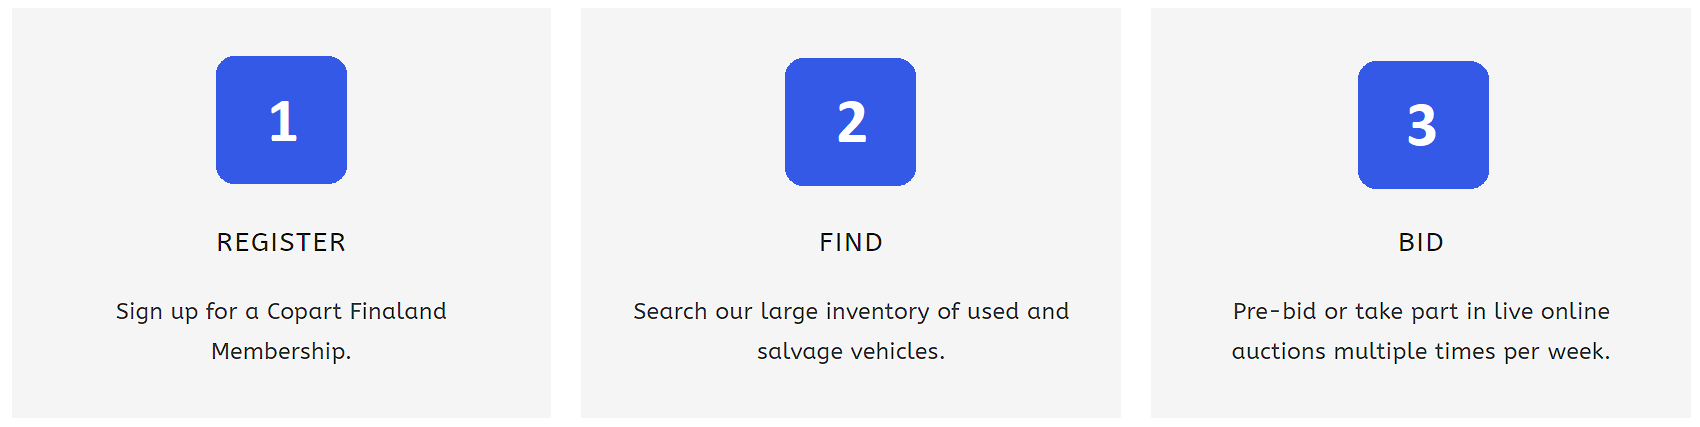 1
REGISTER
Sign up for a Copart Finaland
Membership.
2
FIND
Search our large inventory of used and
salvage vehicles.
3
BID
Pre-bid or take part in live online
auctions multiple times per week.